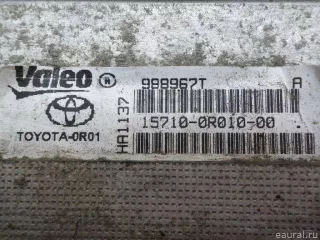 Valeo ® 988967T A
TOYOTA-0R01
HA1137
15710-0R010-00 .
eaural.ru